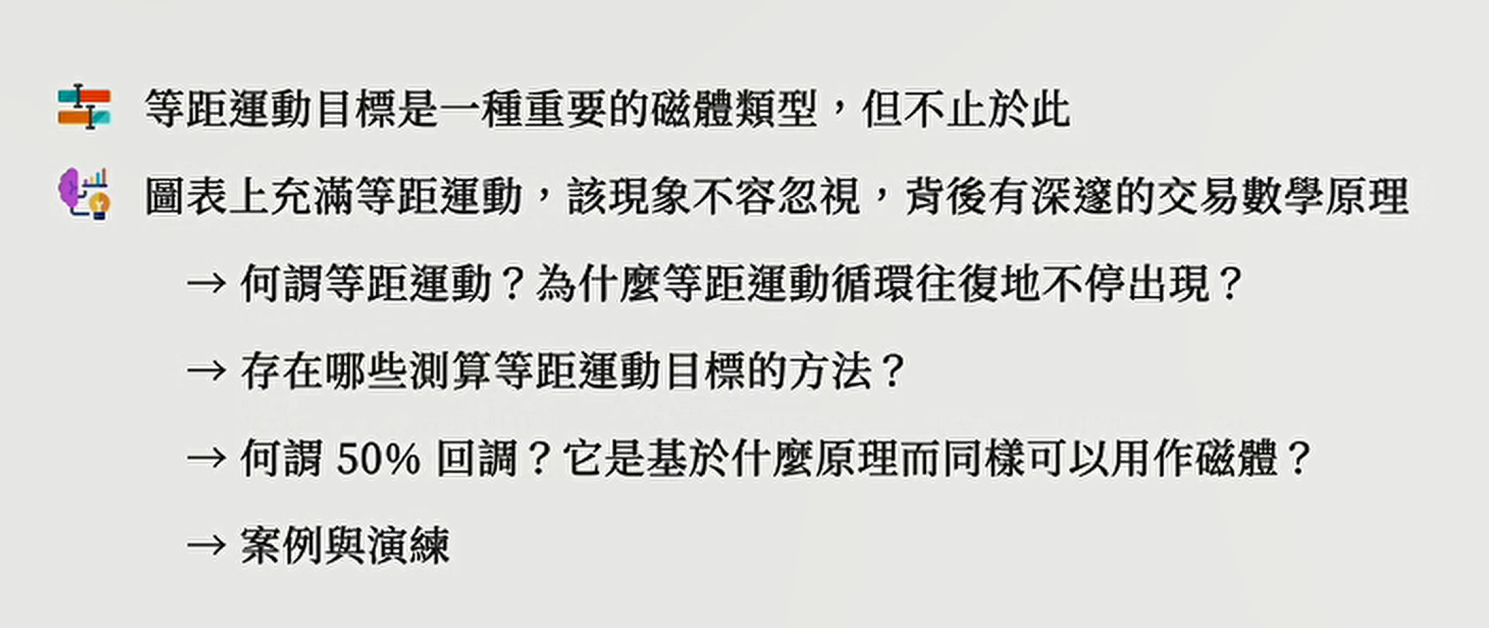 等距運動目標是一種重要的磁體類型，但不止於此
圖表上充滿等距運動，該現象不容忽視，背後有深邃的交易數學原理
→ 何謂等距運動？為什麼等距運動循環往復地不停出現？
→ 存在哪些測算等距運動目標的方法？
→ 何謂 50% 回調？它是基於什麼原理而同樣可以用作磁體？
→ 案例與演練